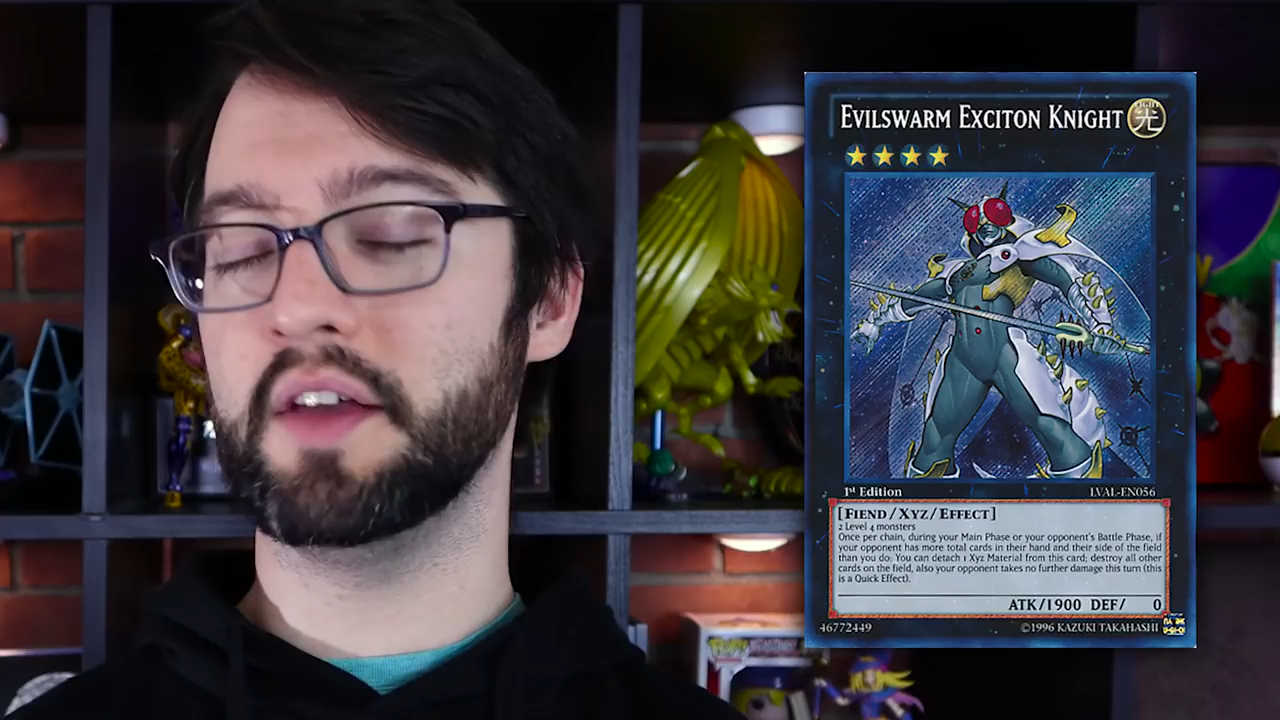 EVILSWARM EXCITON KNIGHT
LIGHT
光
1st Edition
LVAL-EN056
[FIEND/XYZ/EFFECT]
2 Level 4 monsters
Once per chain, during your Main Phase or your opponent's Battle Phase, if
your opponent has more total cards in their hand and their side of the field
than you do: You can detach 1 Xyz Material from this card; destroy all other
cards on the field, also your opponent takes no further damage this turn (this
is a Quick Effect).
ATK/1900 DEF/ 0
46772449
©1996 KAZUKI TAKAHASHI
POP!